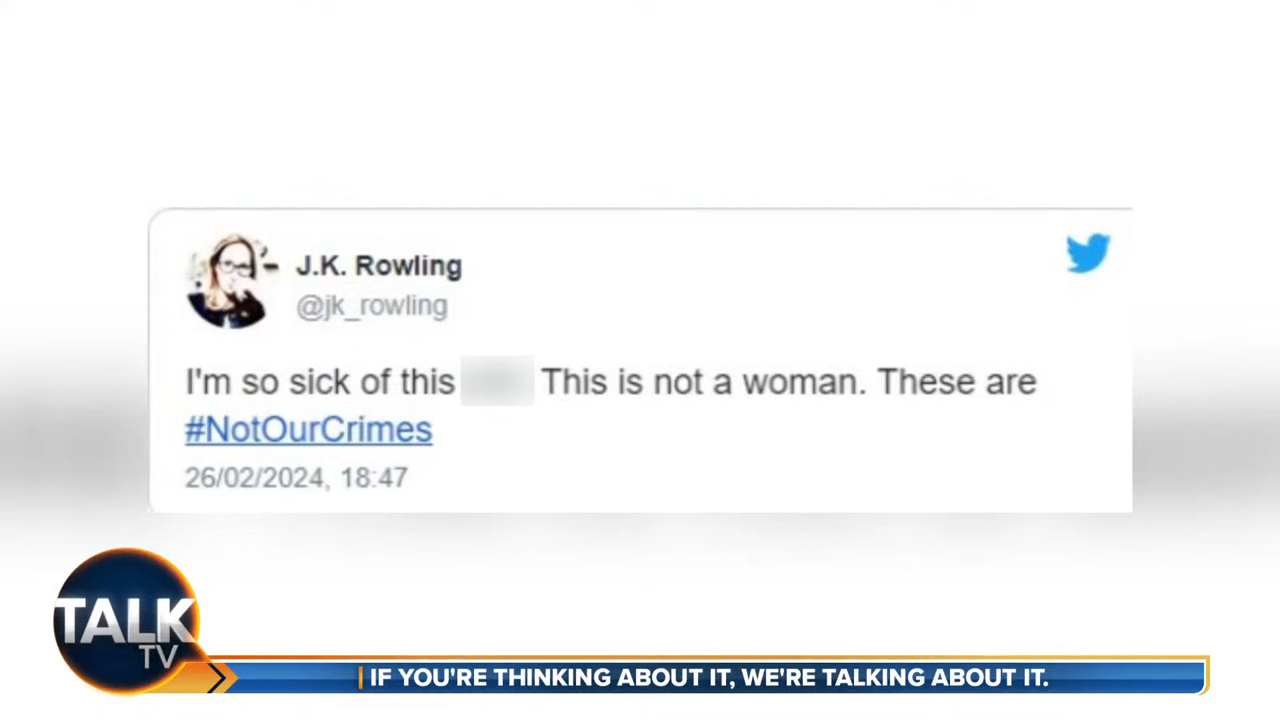 J.K. Rowling
@jk_rowling
I'm so sick of this This is not a woman. These are
#NotOurCrimes
26/02/2024, 18:47
TALK
TV
IF YOU'RE THINKING ABOUT IT, WE'RE TALKING ABOUT IT.